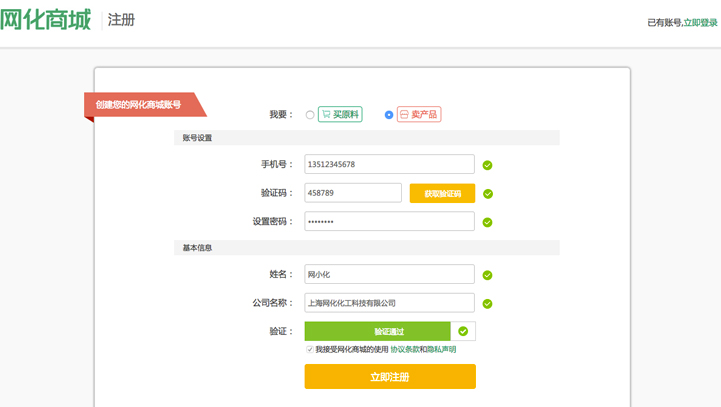 网化商城 注册
已有账号,立即登录
创建您的网化商城账号
我要： 买原料 卖产品
账号设置
手机号： 13512345678
验证码： 458789 获取验证码
设置密码： ••••••••
基本信息
姓名： 网小化
公司名称： 上海网化化工科技有限公司
验证： 验证通过
我接受网化商城的使用 协议条款和隐私声明
立即注册